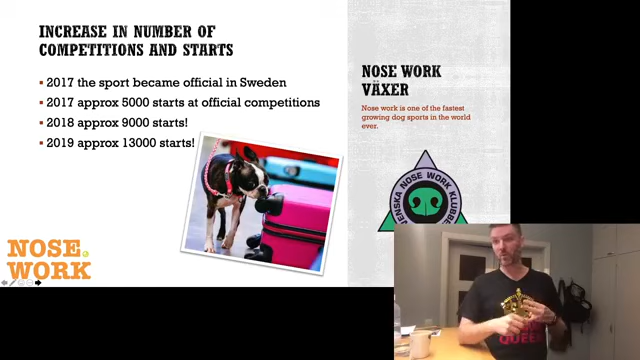 INCREASE IN NUMBER OF
COMPETITIONS AND STARTS
▪ 2017 the sport became official in Sweden
▪ 2017 approx 5000 starts at official competitions
▪ 2018 approx 9000 starts!
▪ 2019 approx 13000 starts!
NOSE WORK
VÄXER
Nose work is one of the fastest
growing dog sports in the world
ever.
NOSE WORK
NOSE
WORK
QUEEN